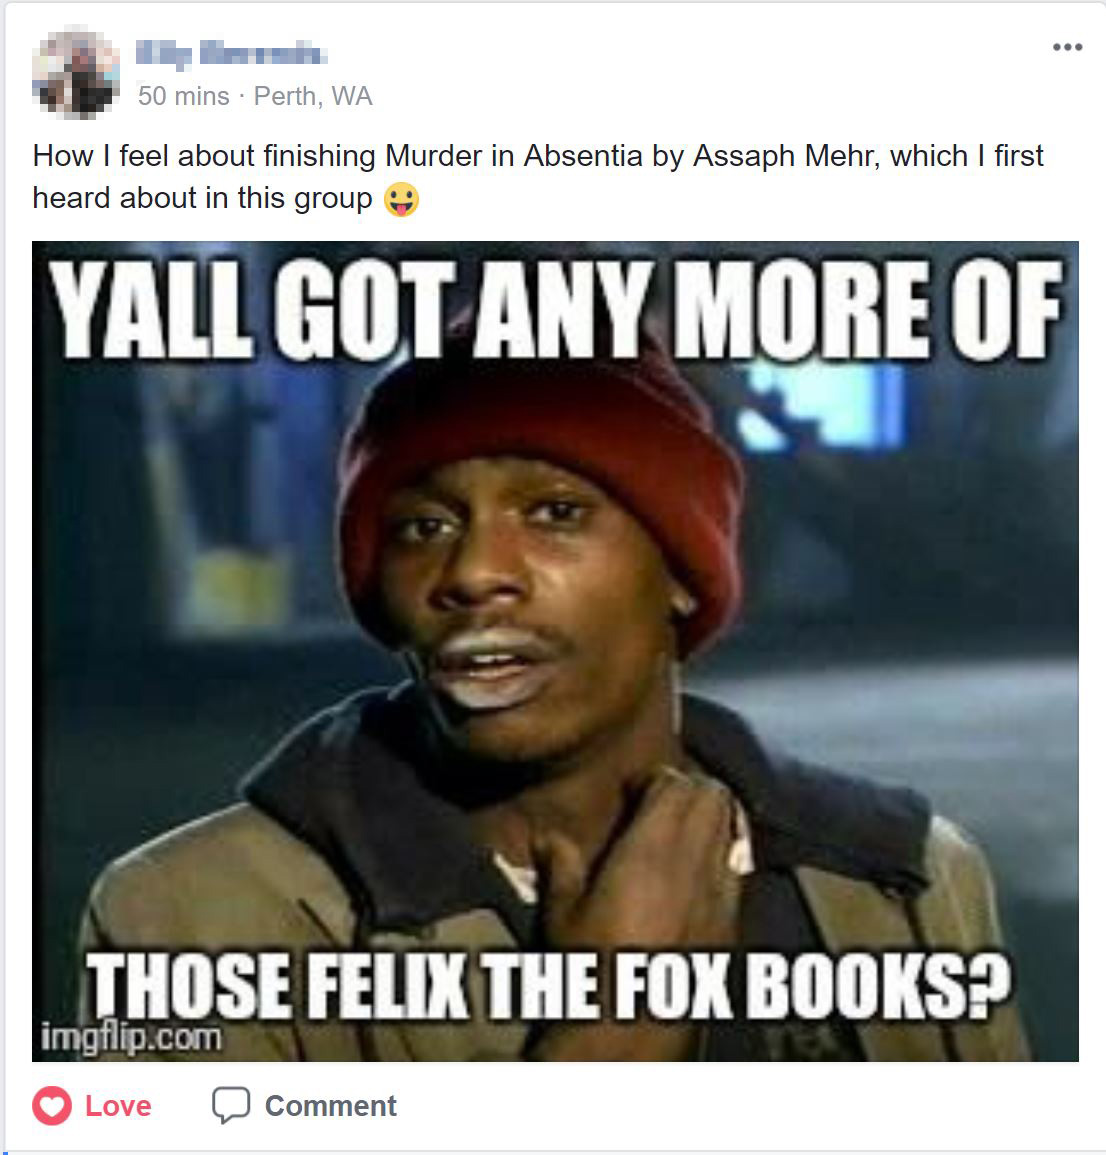 50 mins · Perth, WA
How I feel about finishing Murder in Absentia by Assaph Mehr, which I first
heard about in this group 😛
YALL GOT ANY MORE OF
THOSE FELIX THE FOX BOOKS?
imgflip.com
Love Comment